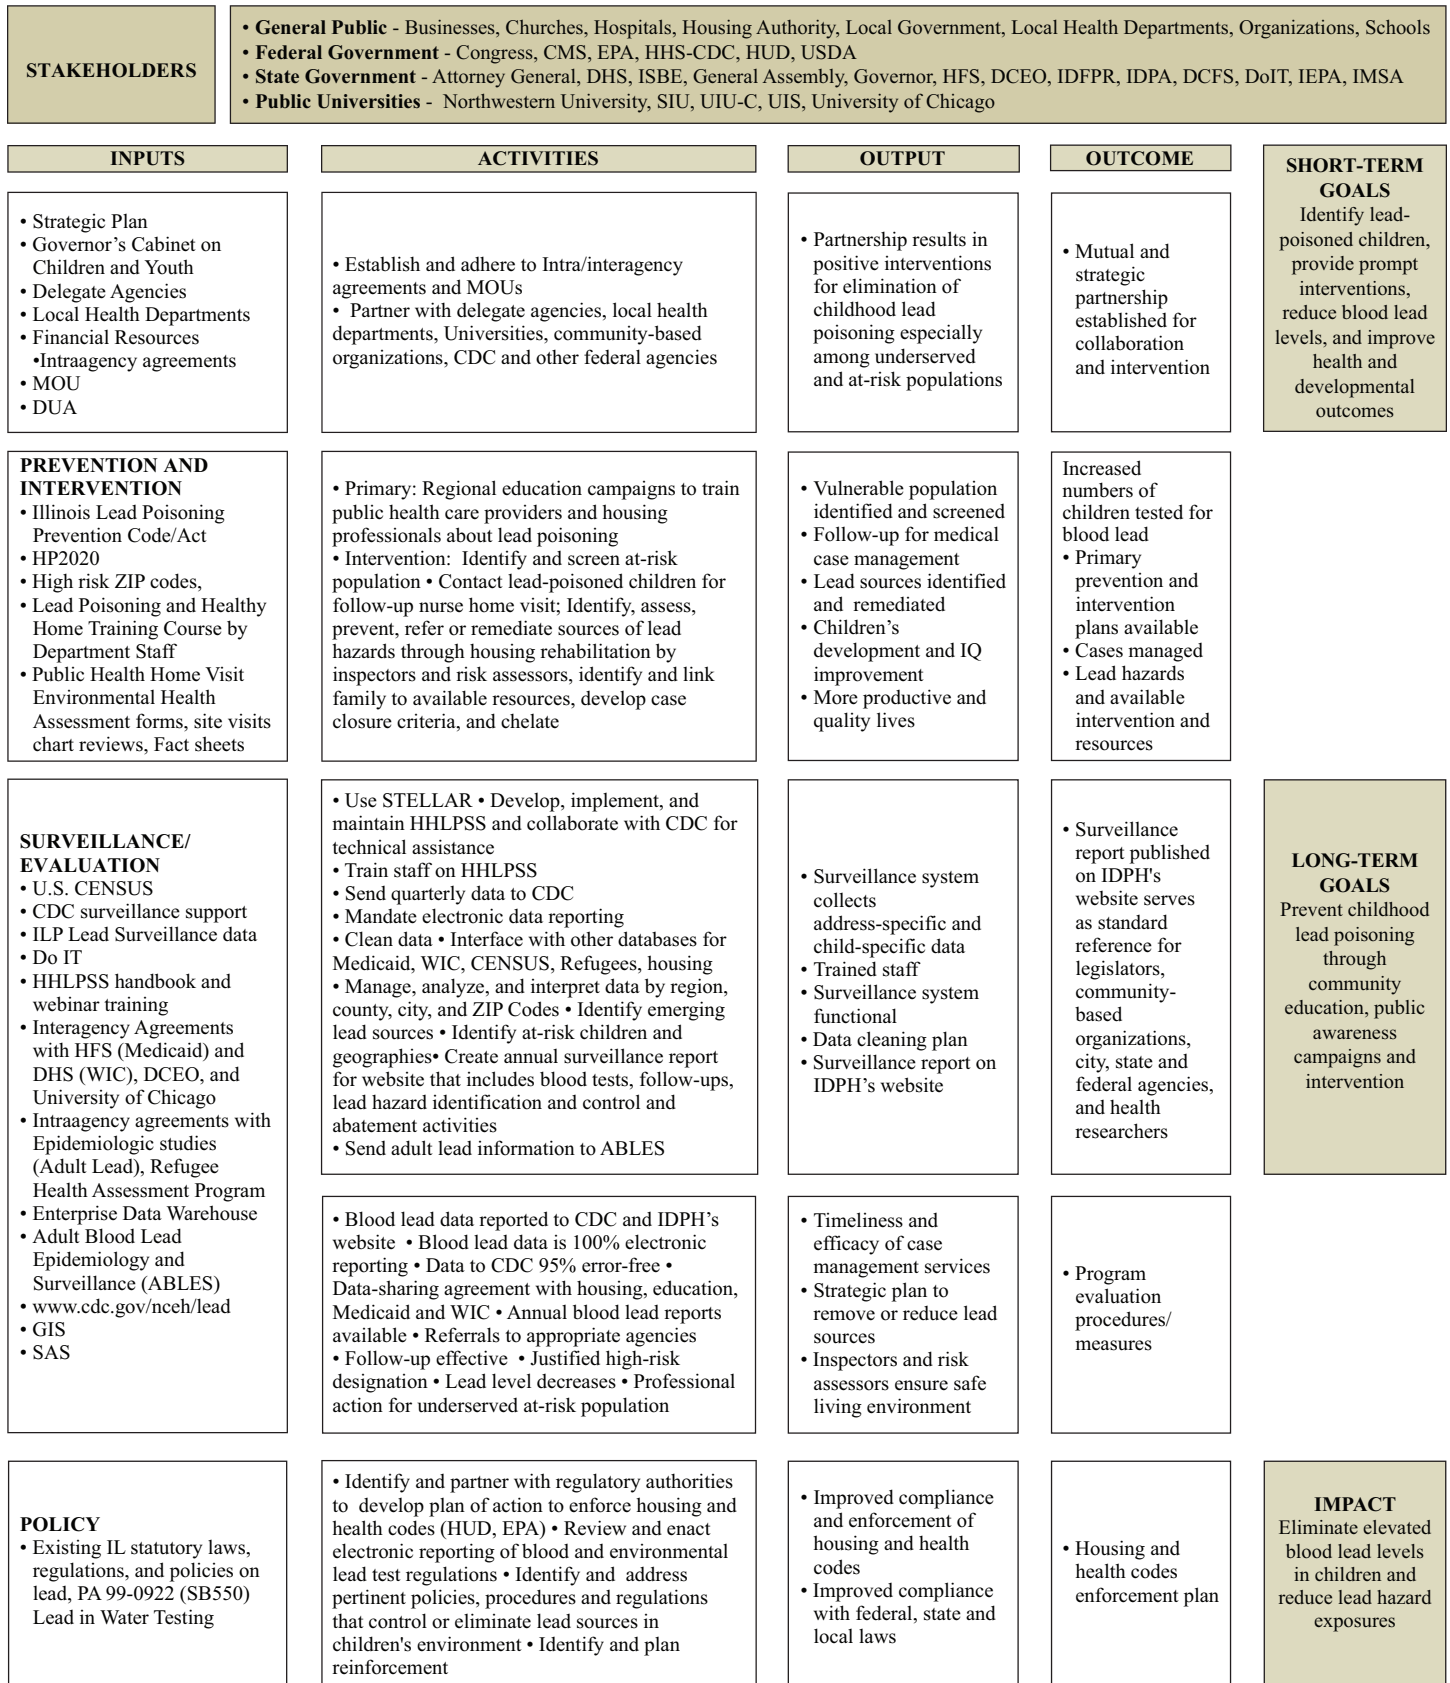 STAKEHOLDERS
• General Public - Businesses, Churches, Hospitals, Housing Authority, Local Government, Local Health Departments, Organizations, Schools
• Federal Government - Congress, CMS, EPA, HHS-CDC, HUD, USDA
• State Government - Attorney General, DHS, ISBE, General Assembly, Governor, HFS, DCEO, IDFPR, IDPA, DCFS, DoIT, IEPA, IMSA
• Public Universities - Northwestern University, SIU, UIU-C, UIS, University of Chicago
INPUTS
ACTIVITIES
OUTPUT
OUTCOME
SHORT-TERM
GOALS
Identify lead-
poisoned children,
provide prompt
interventions,
reduce blood lead
levels, and improve
health and
developmental
outcomes
• Strategic Plan
• Governor's Cabinet on
Children and Youth
• Delegate Agencies
• Local Health Departments
• Financial Resources
•Intraagency agreements
• MOU
• DUA
• Establish and adhere to Intra/interagency
agreements and MOUs
• Partner with delegate agencies, local health
departments, Universities, community-based
organizations, CDC and other federal agencies
• Partnership results in
positive interventions
for elimination of
childhood lead
poisoning especially
among underserved
and at-risk populations
• Mutual and
strategic
partnership
established for
collaboration
and intervention
PREVENTION AND
INTERVENTION
• Illinois Lead Poisoning
Prevention Code/Act
• HP2020
• High risk ZIP codes,
• Lead Poisoning and Healthy
Home Training Course by
Department Staff
• Public Health Home Visit
Environmental Health
Assessment forms, site visits
chart reviews, Fact sheets
• Primary: Regional education campaigns to train
public health care providers and housing
professionals about lead poisoning
• Intervention: Identify and screen at-risk
population • Contact lead-poisoned children for
follow-up nurse home visit; Identify, assess,
prevent, refer or remediate sources of lead
hazards through housing rehabilitation by
inspectors and risk assessors, identify and link
family to available resources, develop case
closure criteria, and chelate
• Vulnerable population
identified and screened
• Follow-up for medical
case management
• Lead sources identified
and remediated
• Children's
development and IQ
improvement
• More productive and
quality lives
Increased
numbers of
children tested for
blood lead
• Primary
prevention and
intervention
plans available
• Cases managed
• Lead hazards
and available
intervention and
resources
SURVEILLANCE/
EVALUATION
• U.S. CENSUS
• CDC surveillance support
• ILP Lead Surveillance data
• Do IT
• HHLPSS handbook and
webinar training
• Interagency Agreements
with HFS (Medicaid) and
DHS (WIC), DCEO, and
University of Chicago
• Intraagency agreements with
Epidemiologic studies
(Adult Lead), Refugee
Health Assessment Program
• Enterprise Data Warehouse
• Adult Blood Lead
Epidemiology and
Surveillance (ABLES)
• www.cdc.gov/nceh/lead
• GIS
• SAS
• Use STELLAR • Develop, implement, and
maintain HHLPSS and collaborate with CDC for
technical assistance
• Train staff on HHLPSS
• Send quarterly data to CDC
• Mandate electronic data reporting
• Clean data • Interface with other databases for
Medicaid, WIC, CENSUS, Refugees, housing
• Manage, analyze, and interpret data by region,
county, city, and ZIP Codes • Identify emerging
lead sources • Identify at-risk children and
geographies• Create annual surveillance report
for website that includes blood tests, follow-ups,
lead hazard identification and control and
abatement activities
• Send adult lead information to ABLES
• Surveillance system
collects
address-specific and
child-specific data
• Trained staff
• Surveillance system
functional
• Data cleaning plan
• Surveillance report on
IDPH's website
• Surveillance
report published
on IDPH's
website serves
as standard
reference for
legislators,
community-
based
organizations,
city, state and
federal agencies,
and health
researchers
LONG-TERM
GOALS
Prevent childhood
lead poisoning
through
community
education, public
awareness
campaigns and
intervention
• Blood lead data reported to CDC and IDPH's
website • Blood lead data is 100% electronic
reporting • Data to CDC 95% error-free •
Data-sharing agreement with housing, education,
Medicaid and WIC • Annual blood lead reports
available • Referrals to appropriate agencies
• Follow-up effective • Justified high-risk
designation • Lead level decreases • Professional
action for underserved at-risk population
• Timeliness and
efficacy of case
management services
• Strategic plan to
remove or reduce lead
sources
• Inspectors and risk
assessors ensure safe
living environment
• Program
evaluation
procedures/
measures
POLICY
• Existing IL statutory laws,
regulations, and policies on
lead, PA 99-0922 (SB550)
Lead in Water Testing
• Identify and partner with regulatory authorities
to develop plan of action to enforce housing and
health codes (HUD, EPA) • Review and enact
electronic reporting of blood and environmental
lead test regulations • Identify and address
pertinent policies, procedures and regulations
that control or eliminate lead sources in
children's environment • Identify and plan
reinforcement
• Improved compliance
and enforcement of
housing and health
codes
• Improved compliance
with federal, state and
local laws
• Housing and
health codes
enforcement plan
IMPACT
Eliminate elevated
blood lead levels
in children and
reduce lead hazard
exposures